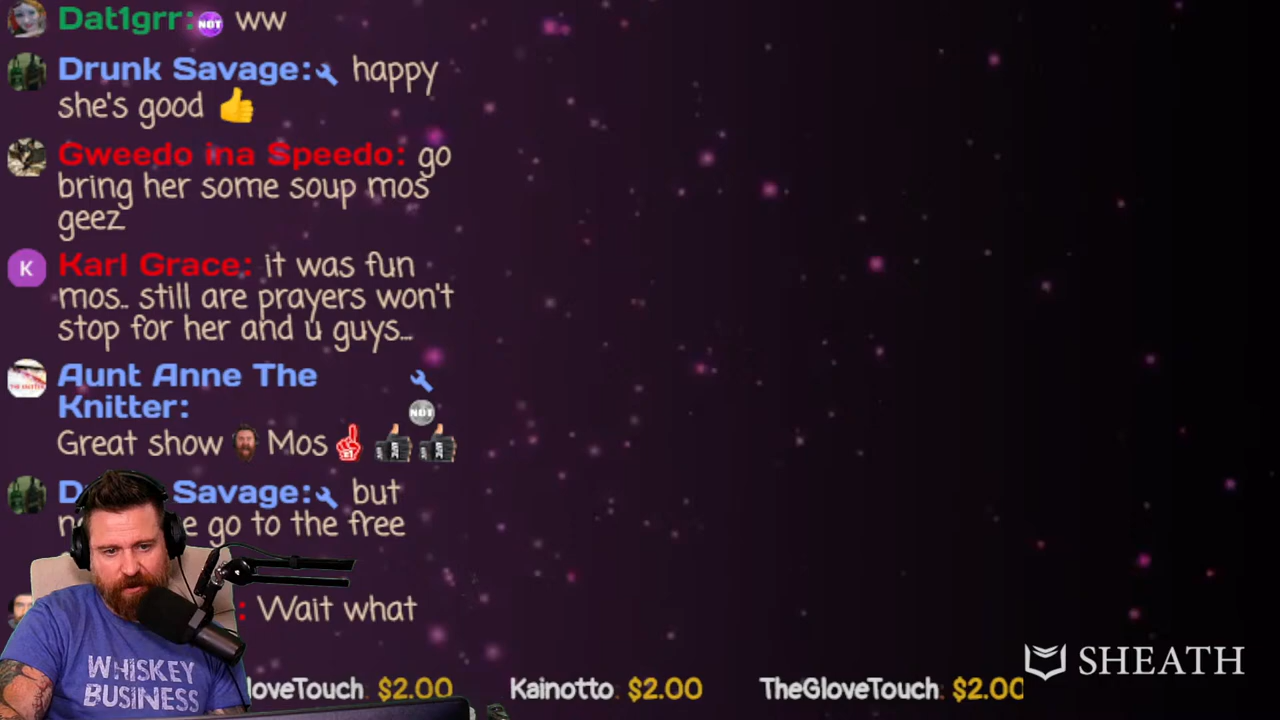 Dat1grr: NOT ww
Drunk Savage: happy
she's good 👍
Gweedo ina Speedo: go
bring her some soup mos
geez
K Karl Grace: it was fun
mos.. still are prayers won't
stop for her and u guys...
Aunt Anne The
Knitter: NOT
Great show Mos
Savage: but
go to the free
: Wait what
WHISKEY
BUSINESS
loveTouch: $2.00 Kainotto: $2.00 TheGloveTouch: $2.00
SHEATH